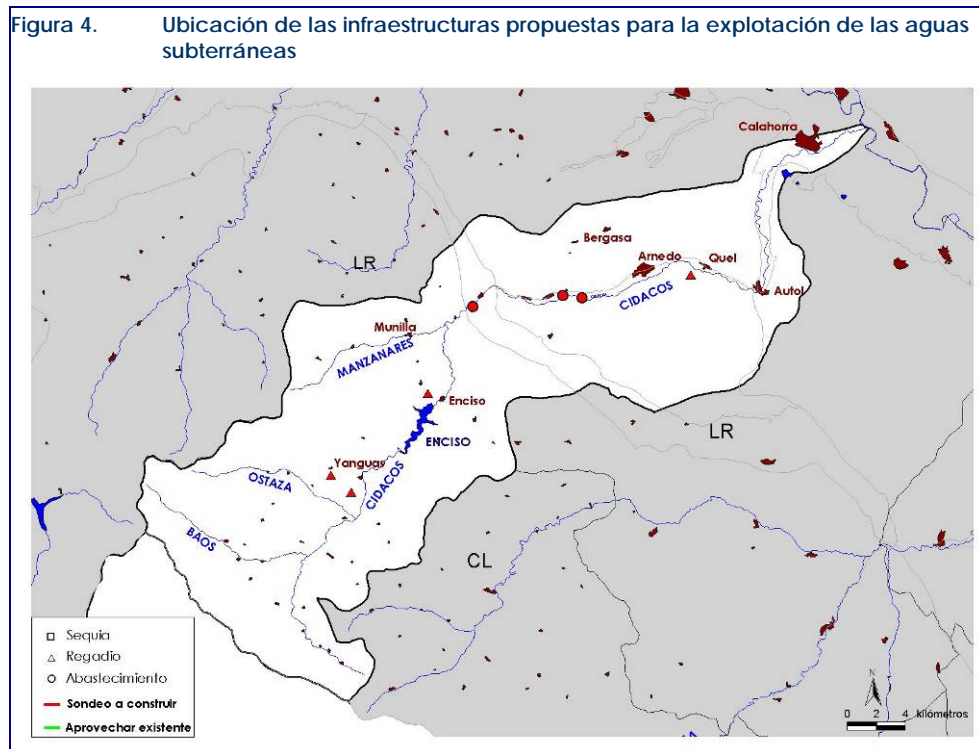 Figura 4. Ubicación de las infraestructuras propuestas para la explotación de las aguas
subterráneas
Calahorra
Bergasa
LR
Arnedo
Quel
CIDACOS
Autol
Munilla
MANZANARES
Enciso
ENCISO
LR
Yanguas
OSTAZA
CIDACOS
BAOS
CL
Sequia
Regadio
Abastecimiento
Sondeo a construir
Aprovechar existente
N
0 2 4 kilómetros